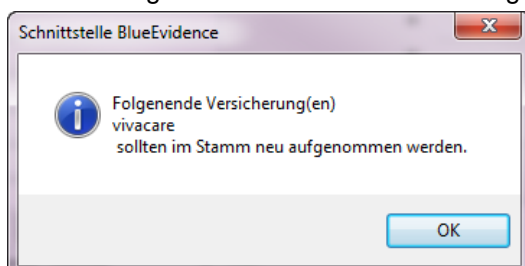 Schnittstelle BlueEvidence
Folgenende Versicherung(en)
vivacare
sollten im Stamm neu aufgenommen werden.
OK